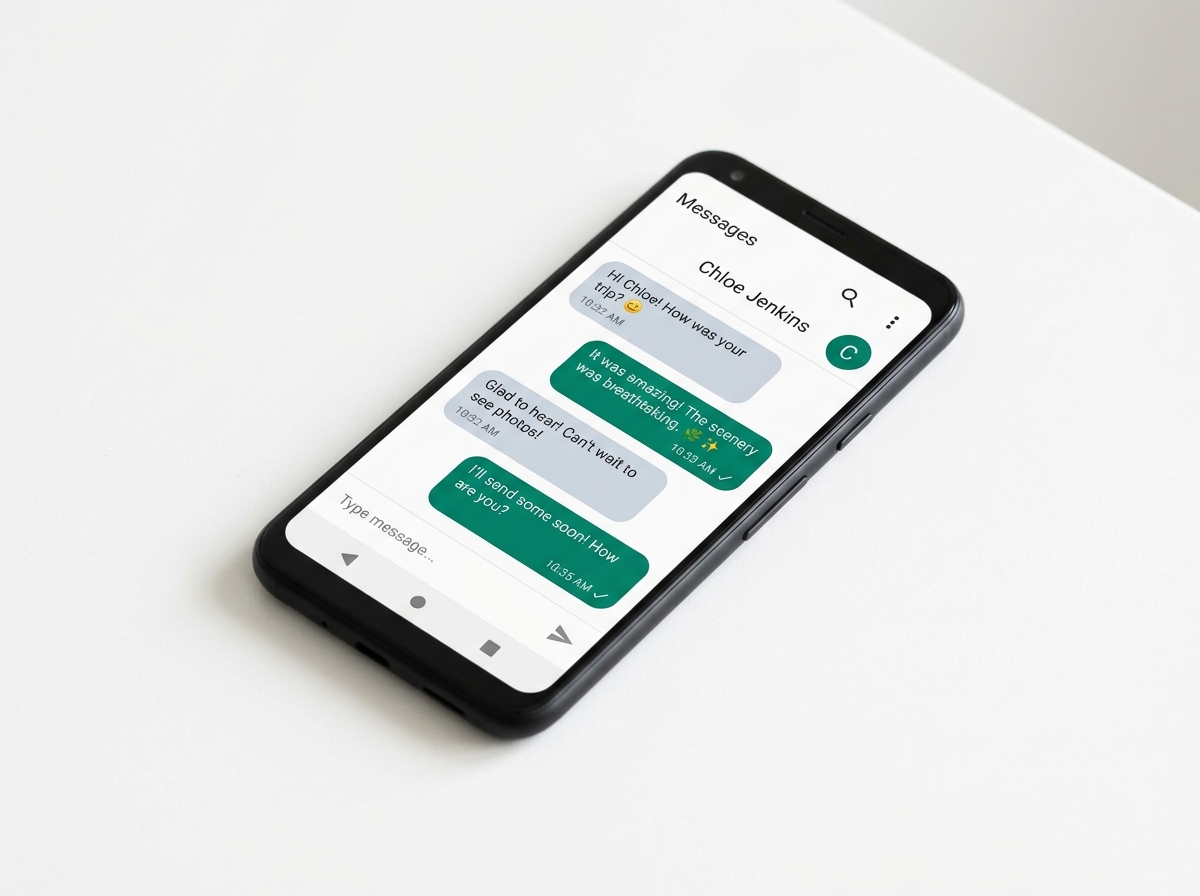 Messages
Chloe Jenkins
C
Hi Chloe! How was your
trip? 😊
10:32 AM
It was amazing! The scenery
was breathtaking. 🌿✨
10:33 AM ✓
Glad to hear! Can't wait to
see photos!
10:32 AM
I'll send some soon! How
are you?
10:35 AM ✓
Type message...